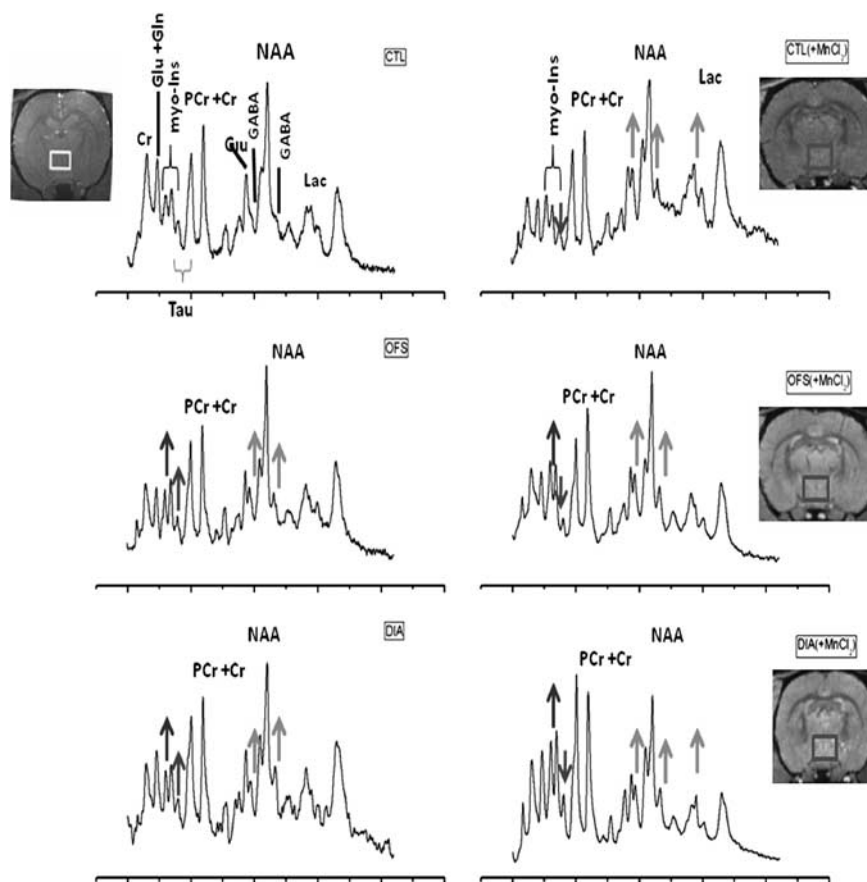 NAA
CTL
Glu +Gln
myo-Ins
PCr +Cr
Cr
Glu
GABA
GABA
Lac
Tau
NAA
CTL(+MnCl2)
myo-Ins
PCr +Cr
Lac
OFS
NAA
PCr +Cr
NAA
OFS(+MnCl2)
PCr +Cr
DIA
NAA
PCr +Cr
NAA
DIA(+MnCl2)
PCr +Cr